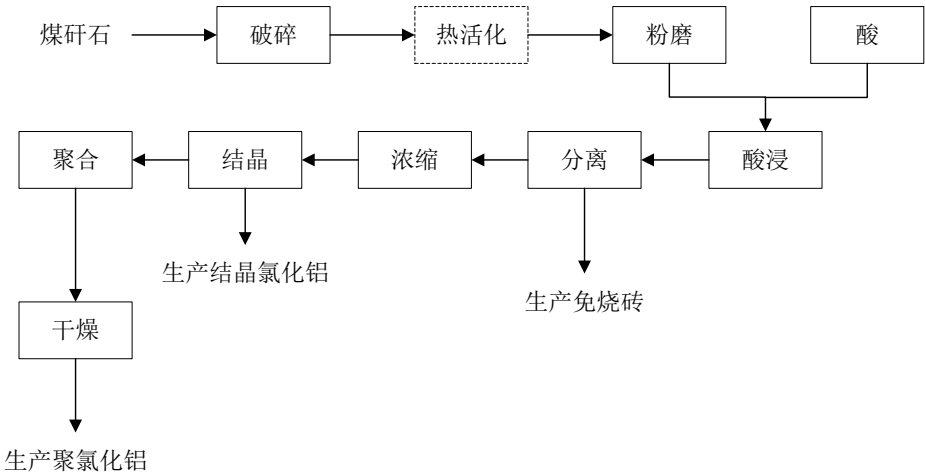 煤矸石
破碎
热活化
粉磨
酸
聚合
结晶
浓缩
分离
酸浸
生产结晶氯化铝
生产免烧砖
干燥
生产聚氯化铝